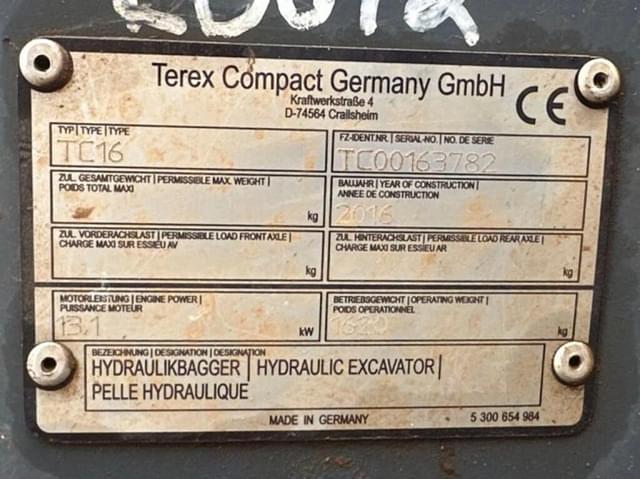 Terex Compact Germany GmbH
Kraftwerkstraße 4
D-74564 Crailsheim
CE
TYP | TYPE | TYPE
TC16
FZ-IDENT.NR. | SERIAL-NO. | NO. DE SERIE
TC00163782
ZUL. GESAMTGEWICHT | PERMISSIBLE MAX. WEIGHT |
POIDS TOTAL MAXI
kg
BAUJAHR | YEAR OF CONSTRUCTION |
ANNEE DE CONSTRUCTION
2016
ZUL. VORDERACHSLAST | PERMISSIBLE LOAD FRONT AXLE |
CHARGE MAXI SUR ESSIEU AV
kg
ZUL. HINTERACHSLAST | PERMISSIBLE LOAD REAR AXLE |
CHARGE MAXI SUR ESSIEU AR
kg
MOTORLEISTUNG | ENGINE POWER |
PUISSANCE MOTEUR
13,1
kW
BETRIEBSGEWICHT | OPERATING WEIGHT |
POIDS OPERATIONNEL
kg
BEZEICHNUNG | DESIGNATION | DESIGNATION
HYDRAULIKBAGGER | HYDRAULIC EXCAVATOR |
PELLE HYDRAULIQUE
MADE IN GERMANY
5 300 654 984